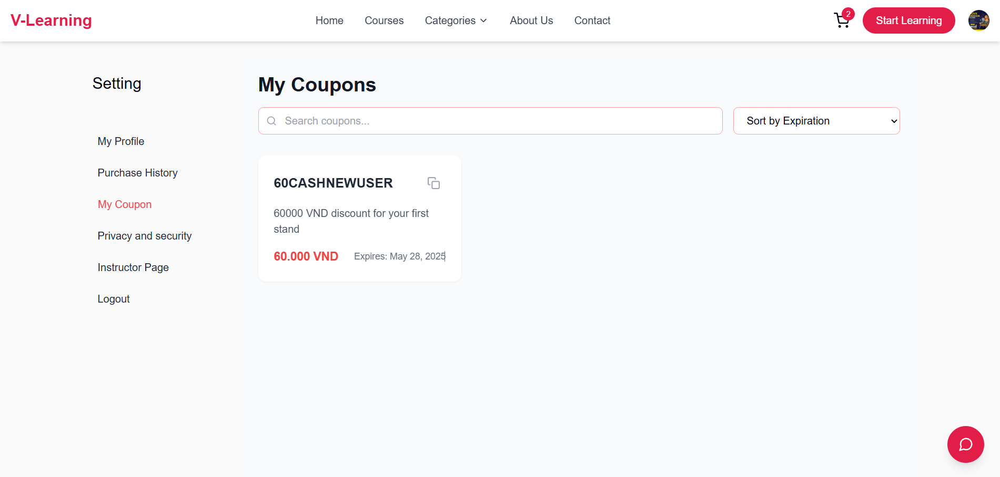 V-Learning
Home
Courses
Categories
About Us
Contact
2
Start Learning
Setting
My Profile
Purchase History
My Coupon
Privacy and security
Instructor Page
Logout
My Coupons
Search coupons...
Sort by Expiration
60CASHNEWUSER
60000 VND discount for your first
stand
60.000 VND
Expires: May 28, 2025